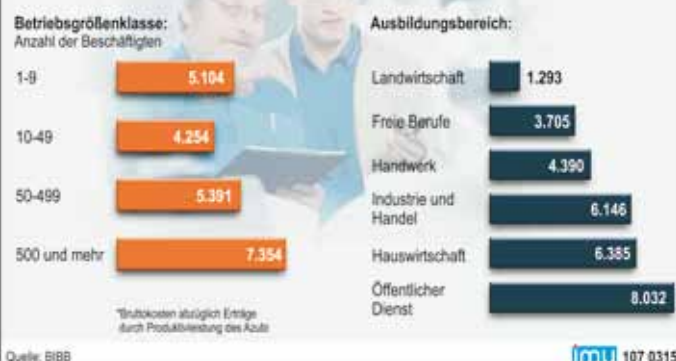 Betriebsgrößenklasse:
Anzahl der Beschäftigten
1-9 5.104
10-49 4.254
50-499 5.391
500 und mehr 7.354
*Bruttokosten abzüglich Erträge
durch Produktivleistung des Azubi
Ausbildungsbereich:
Landwirtschaft 1.293
Freie Berufe 3.705
Handwerk 4.390
Industrie und
Handel 6.146
Hauswirtschaft 6.385
Öffentlicher
Dienst 8.032
Quelle: BIBB
imu 107 0315